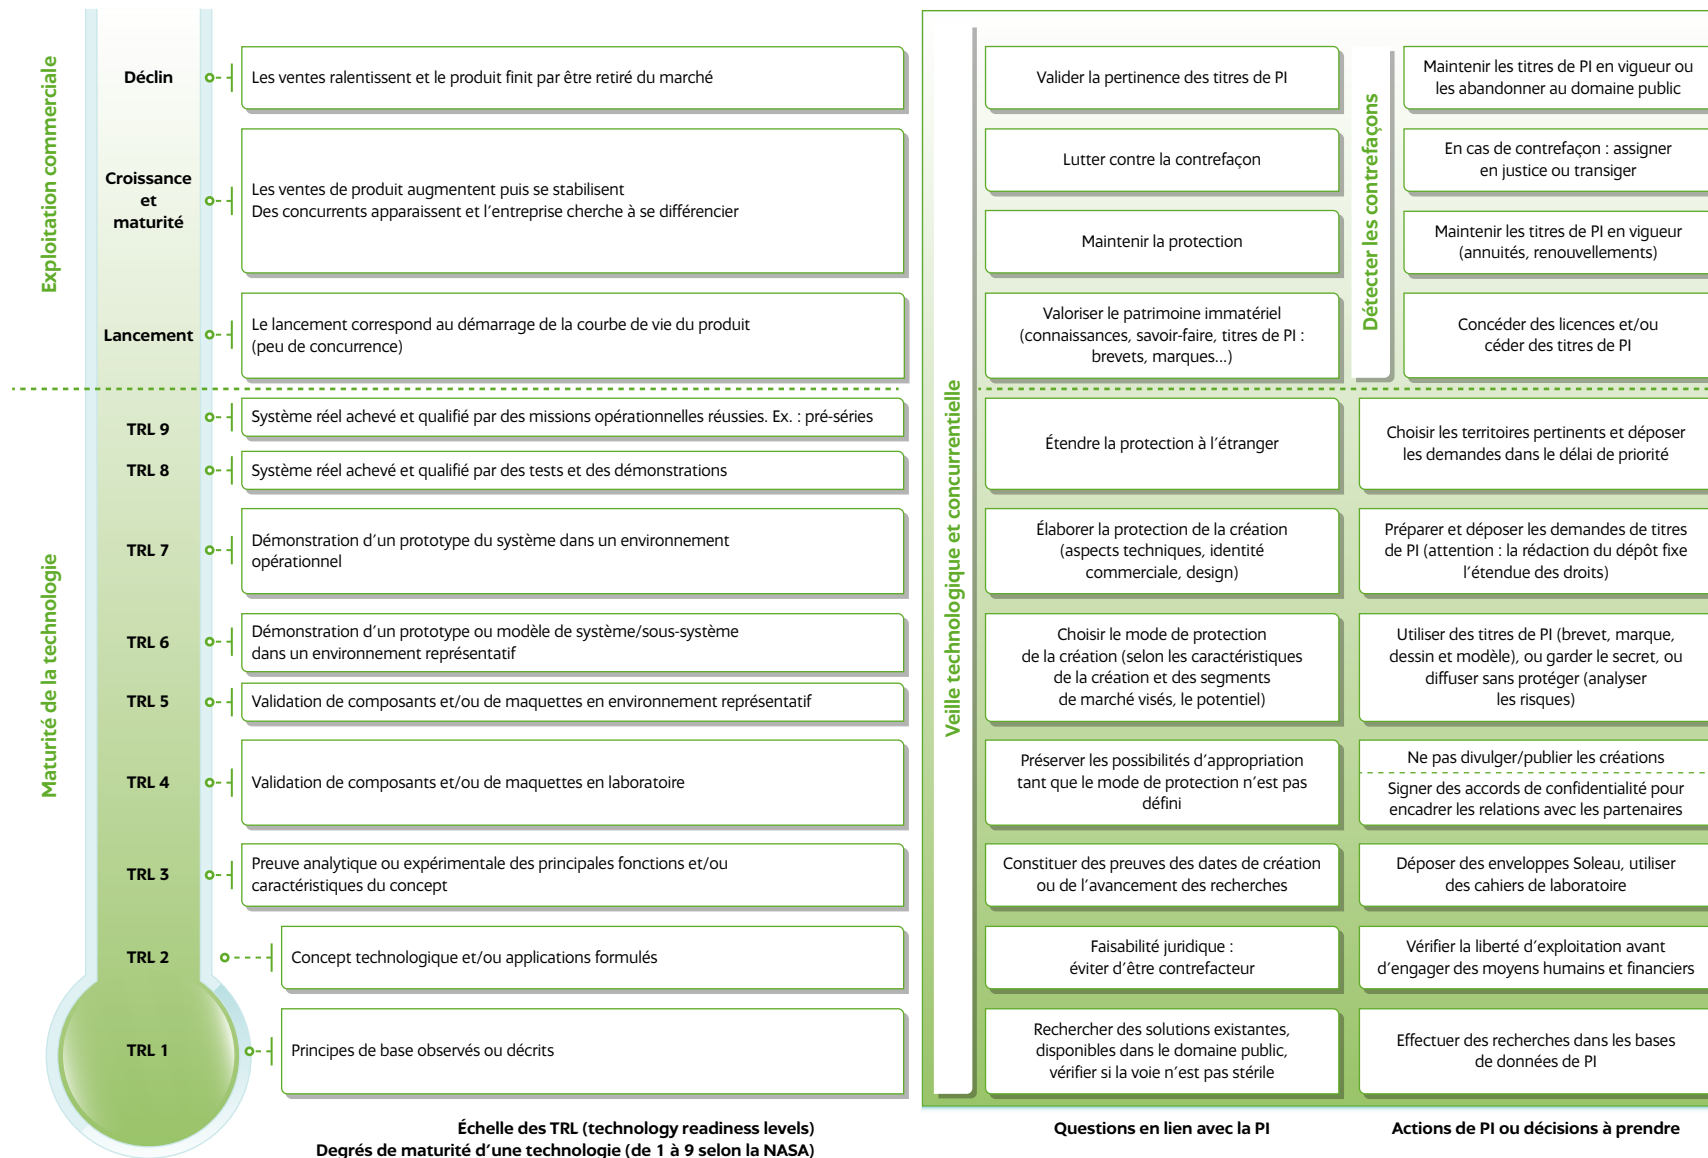 Exploitation commerciale
Déclin
Les ventes ralentissent et le produit finit par être retiré du marché
Croissance
et
maturité
Les ventes de produit augmentent puis se stabilisent
Des concurrents apparaissent et l'entreprise cherche à se différencier
Lancement
Le lancement correspond au démarrage de la courbe de vie du produit
(peu de concurrence)
Maturité de la technologie
TRL 9
Système réel achevé et qualifié par des missions opérationnelles réussies. Ex. : pré-séries
TRL 8
Système réel achevé et qualifié par des tests et des démonstrations
TRL 7
Démonstration d'un prototype du système dans un environnement
opérationnel
TRL 6
Démonstration d'un prototype ou modèle de système/sous-système
dans un environnement représentatif
TRL 5
Validation de composants et/ou de maquettes en environnement représentatif
TRL 4
Validation de composants et/ou de maquettes en laboratoire
TRL 3
Preuve analytique ou expérimentale des principales fonctions et/ou
caractéristiques du concept
TRL 2
Concept technologique et/ou applications formulés
TRL 1
Principes de base observés ou décrits
Échelle des TRL (technology readiness levels)
Degrés de maturité d'une technologie (de 1 à 9 selon la NASA)
Veille technologique et concurrentielle
Valider la pertinence des titres de PI
Lutter contre la contrefaçon
Maintenir la protection
Valoriser le patrimoine immatériel
(connaissances, savoir-faire, titres de PI :
brevets, marques...)
Étendre la protection à l'étranger
Élaborer la protection de la création
(aspects techniques, identité
commerciale, design)
Choisir le mode de protection
de la création (selon les caractéristiques
de la création et des segments
de marché visés, le potentiel)
Préserver les possibilités d'appropriation
tant que le mode de protection n'est pas
défini
Constituer des preuves des dates de création
ou de l'avancement des recherches
Faisabilité juridique :
éviter d'être contrefacteur
Rechercher des solutions existantes,
disponibles dans le domaine public,
vérifier si la voie n'est pas stérile
Questions en lien avec la PI
Détecter les contrefaçons
Maintenir les titres de PI en vigueur ou
les abandonner au domaine public
En cas de contrefaçon : assigner
en justice ou transiger
Maintenir les titres de PI en vigueur
(annuités, renouvellements)
Concéder des licences et/ou
céder des titres de PI
Choisir les territoires pertinents et déposer
les demandes dans le délai de priorité
Préparer et déposer les demandes de titres
de PI (attention : la rédaction du dépôt fixe
l'étendue des droits)
Utiliser des titres de PI (brevet, marque,
dessin et modèle), ou garder le secret, ou
diffuser sans protéger (analyser
les risques)
Ne pas divulger/publier les créations
Signer des accords de confidentialité pour
encadrer les relations avec les partenaires
Déposer des enveloppes Soleau, utiliser
des cahiers de laboratoire
Vérifier la liberté d'exploitation avant
d'engager des moyens humains et financiers
Effectuer des recherches dans les bases
de données de PI
Actions de PI ou décisions à prendre